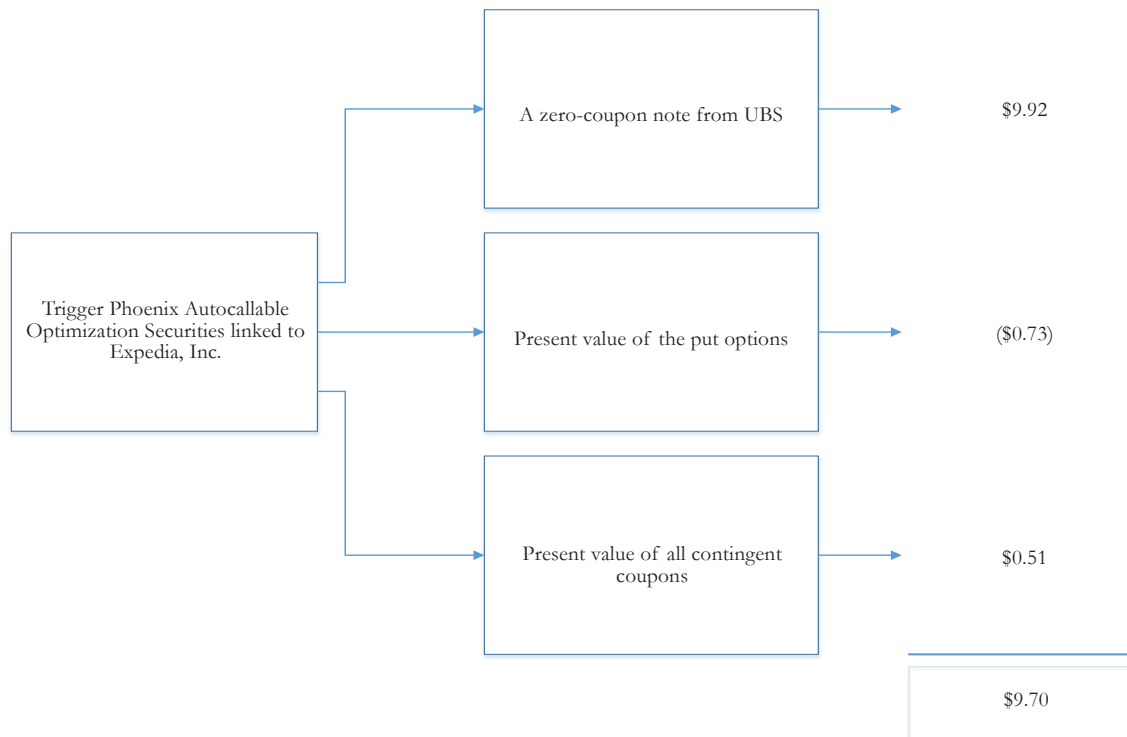 A zero-coupon note from UBS
$9.92
Trigger Phoenix Autocallable
Optimization Securities linked to
Expedia, Inc.
Present value of the put options
($0.73)
Present value of all contingent
coupons
$0.51
$9.70